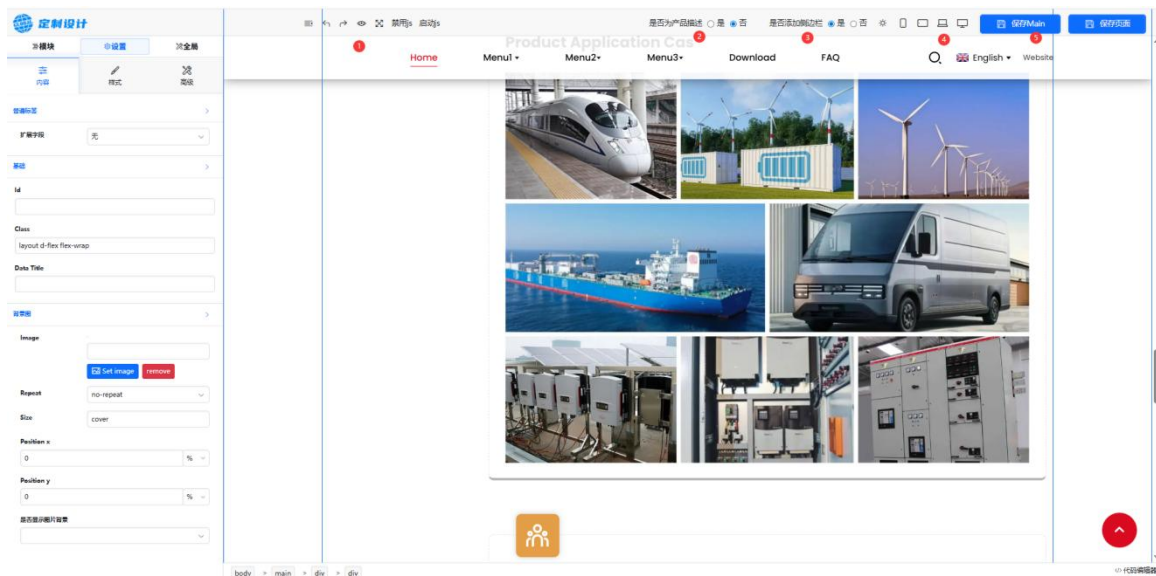 定制设计
禁用js 启动js
是否为产品描述 是 否
是否添加侧边栏 是 否
保存Main
保存页面
模块
设置
全局
内容
样式
高级
1
2
3
4
5
Product Application Cas
Home
Menu1
Menu2
Menu3
Download
FAQ
English
Website
普通标签
扩展字段
无
基础
Id
Class
layout d-flex flex-wrap
Data Title
背景图
Image
Set image
remove
Repeat
no-repeat
Size
cover
Position x
0
%
Position y
0
%
是否显示图片背景
body > main > div > div
代码编辑器